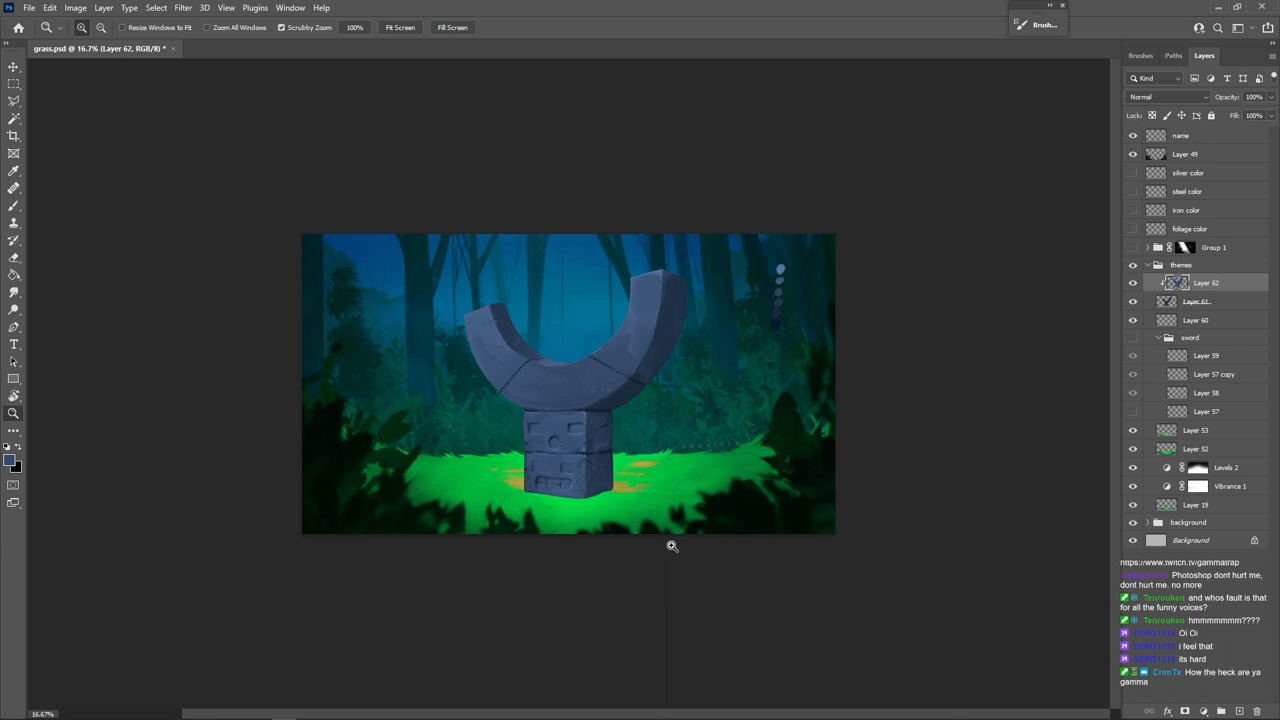 Ps File Edit Image Layer Type Select Filter 3D View Plugins Window Help
Brush...
Resize Windows to Fit Zoom All Windows Scrubby Zoom 100% Fit Screen Fill Screen
grass.psd @ 16.7% (Layer 62, RGB/8) *
Brushes Paths Layers
Kind
Normal Opacity: 100%
Lock: Fill: 100%
name
Layer 49
silver color
steel color
iron color
foliage color
Group 1
themes
Layer 62
Layer 61
Layer 60
sword
Layer 59
Layer 57 copy
Layer 58
Layer 57
Layer 53
Layer 52
Levels 2
Vibrance 1
Layer 19
background
Background
https://www.twitch.tv/gammatrap
Photoshop dont hurt me,
dont hurt me. no more
Tenrouken and whos fault is that
for all the funny voices?
Tenrouken hmmmmmmm????
SERG1218 Oi Oi
SERG1218 i feel that
SERG1218 its hard
CrimTx How the heck are ya
gamma
16.67%